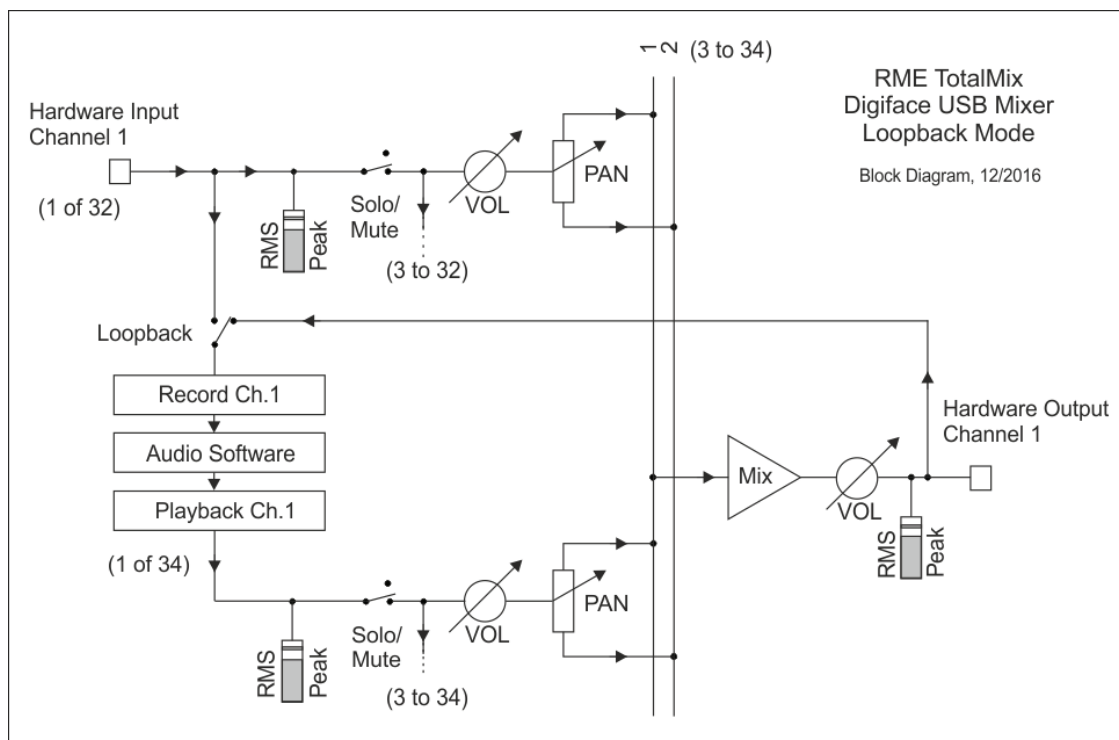 1
2
(3 to 34)
RME TotalMix
Digiface USB Mixer
Loopback Mode
Block Diagram, 12/2016
Hardware Input
Channel 1
(1 of 32)
RMS
Peak
Solo/
Mute
(3 to 32)
VOL
PAN
Loopback
Record Ch.1
Audio Software
Playback Ch.1
(1 of 34)
RMS
Peak
Solo/
Mute
(3 to 34)
VOL
PAN
Mix
VOL
Hardware Output
Channel 1
RMS
Peak